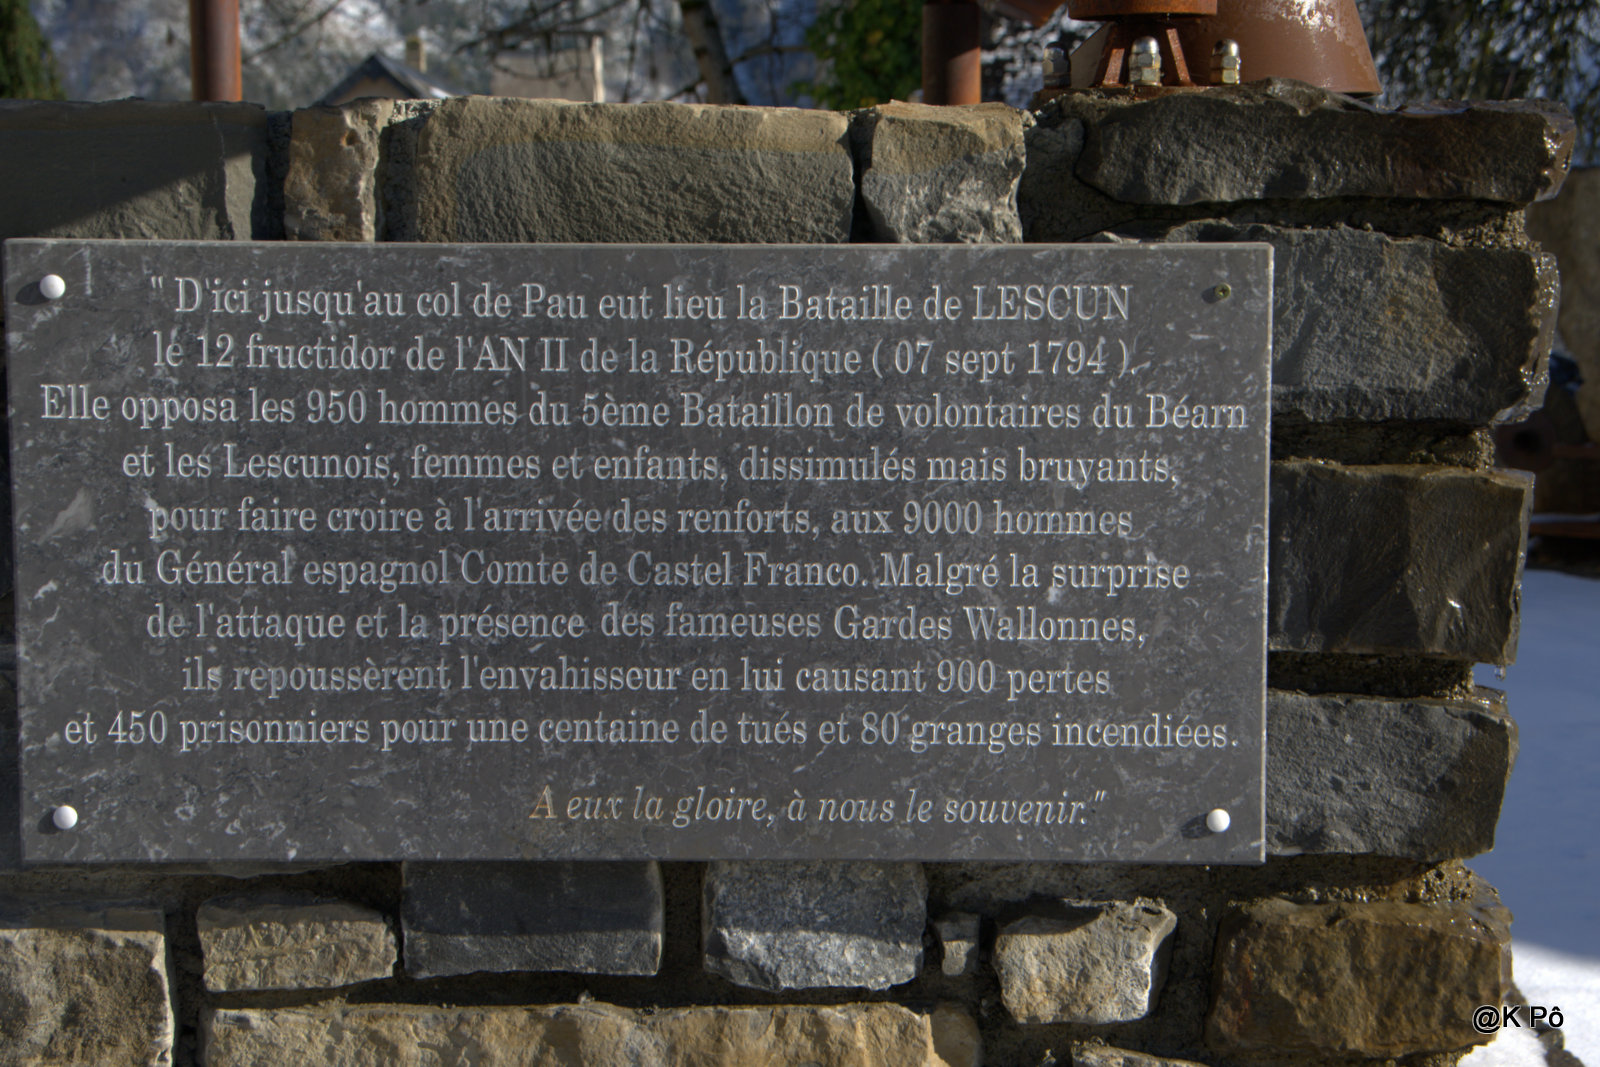 " D'ici jusqu'au col de Pau eut lieu la Bataille de LESCUN
le 12 fructidor de l'AN II de la République ( 07 sept 1794 ).
Elle opposa les 950 hommes du 5ème Bataillon de volontaires du Béarn
et les Lescunois, femmes et enfants, dissimulés mais bruyants,
pour faire croire à l'arrivée des renforts, aux 9000 hommes
du Général espagnol Comte de Castel Franco. Malgré la surprise
de l'attaque et la présence des fameuses Gardes Wallonnes,
ils repoussèrent l'envahisseur en lui causant 900 pertes
et 450 prisonniers pour une centaine de tués et 80 granges incendiées.
A eux la gloire, à nous le souvenir."
@K Pô